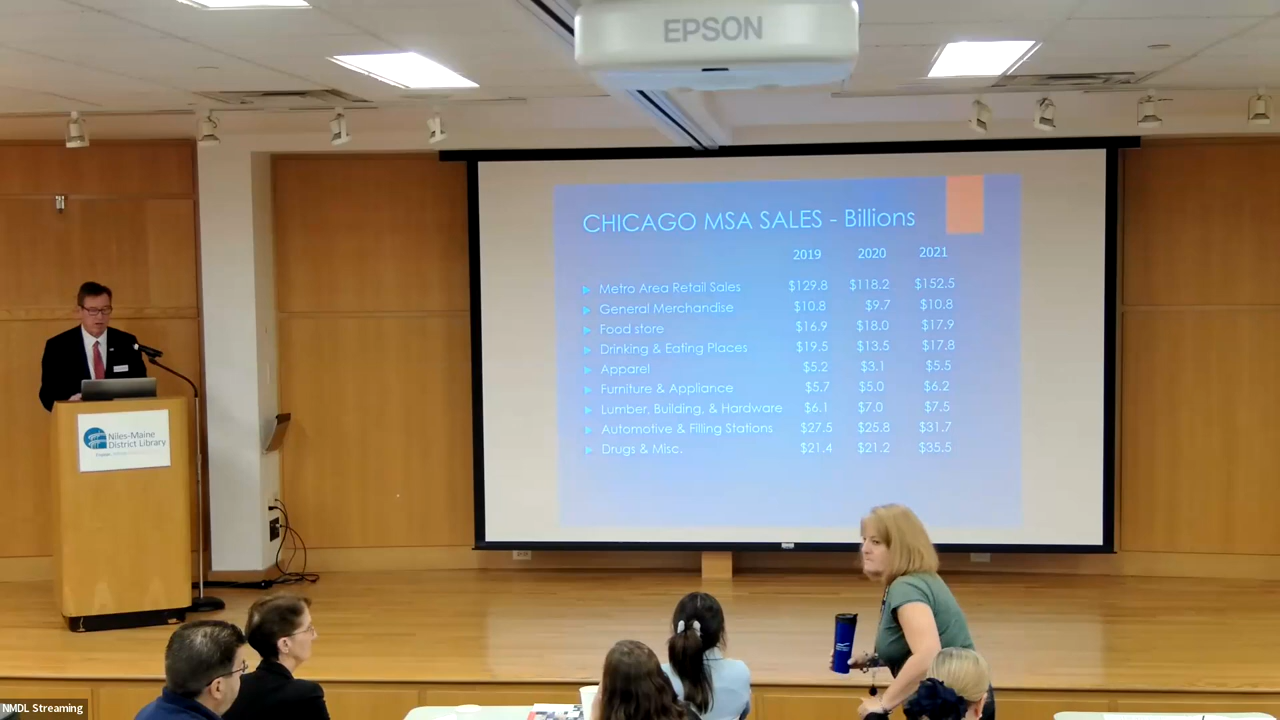 EPSON
CHICAGO MSA SALES - Billions
2019 2020 2021
Metro Area Retail Sales $129.8 $118.2 $152.5
General Merchandise $10.8 $9.7 $10.8
Food store $16.9 $18.0 $17.9
Drinking & Eating Places $19.5 $13.5 $17.8
Apparel $5.2 $3.1 $5.5
Furniture & Appliance $5.7 $5.0 $6.2
Lumber, Building, & Hardware $6.1 $7.0 $7.5
Automotive & Filling Stations $27.5 $25.8 $31.7
Drugs & Misc. $21.4 $21.2 $35.5
Niles-Maine
District Library
NMDL Streaming